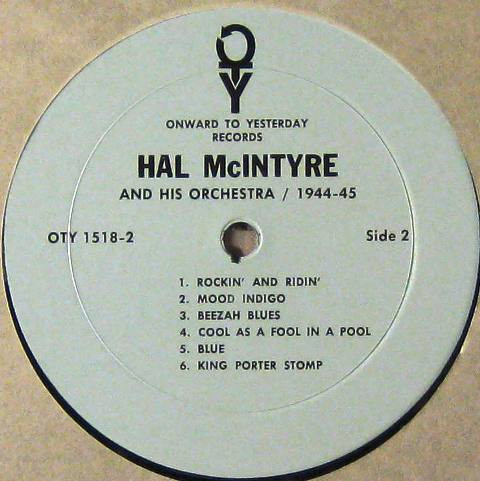 OTY
ONWARD TO YESTERDAY
RECORDS
HAL McINTYRE
AND HIS ORCHESTRA / 1944-45
OTY 1518-2
Side 2
1. ROCKIN' AND RIDIN'
2. MOOD INDIGO
3. BEEZAH BLUES
4. COOL AS A FOOL IN A POOL
5. BLUE
6. KING PORTER STOMP